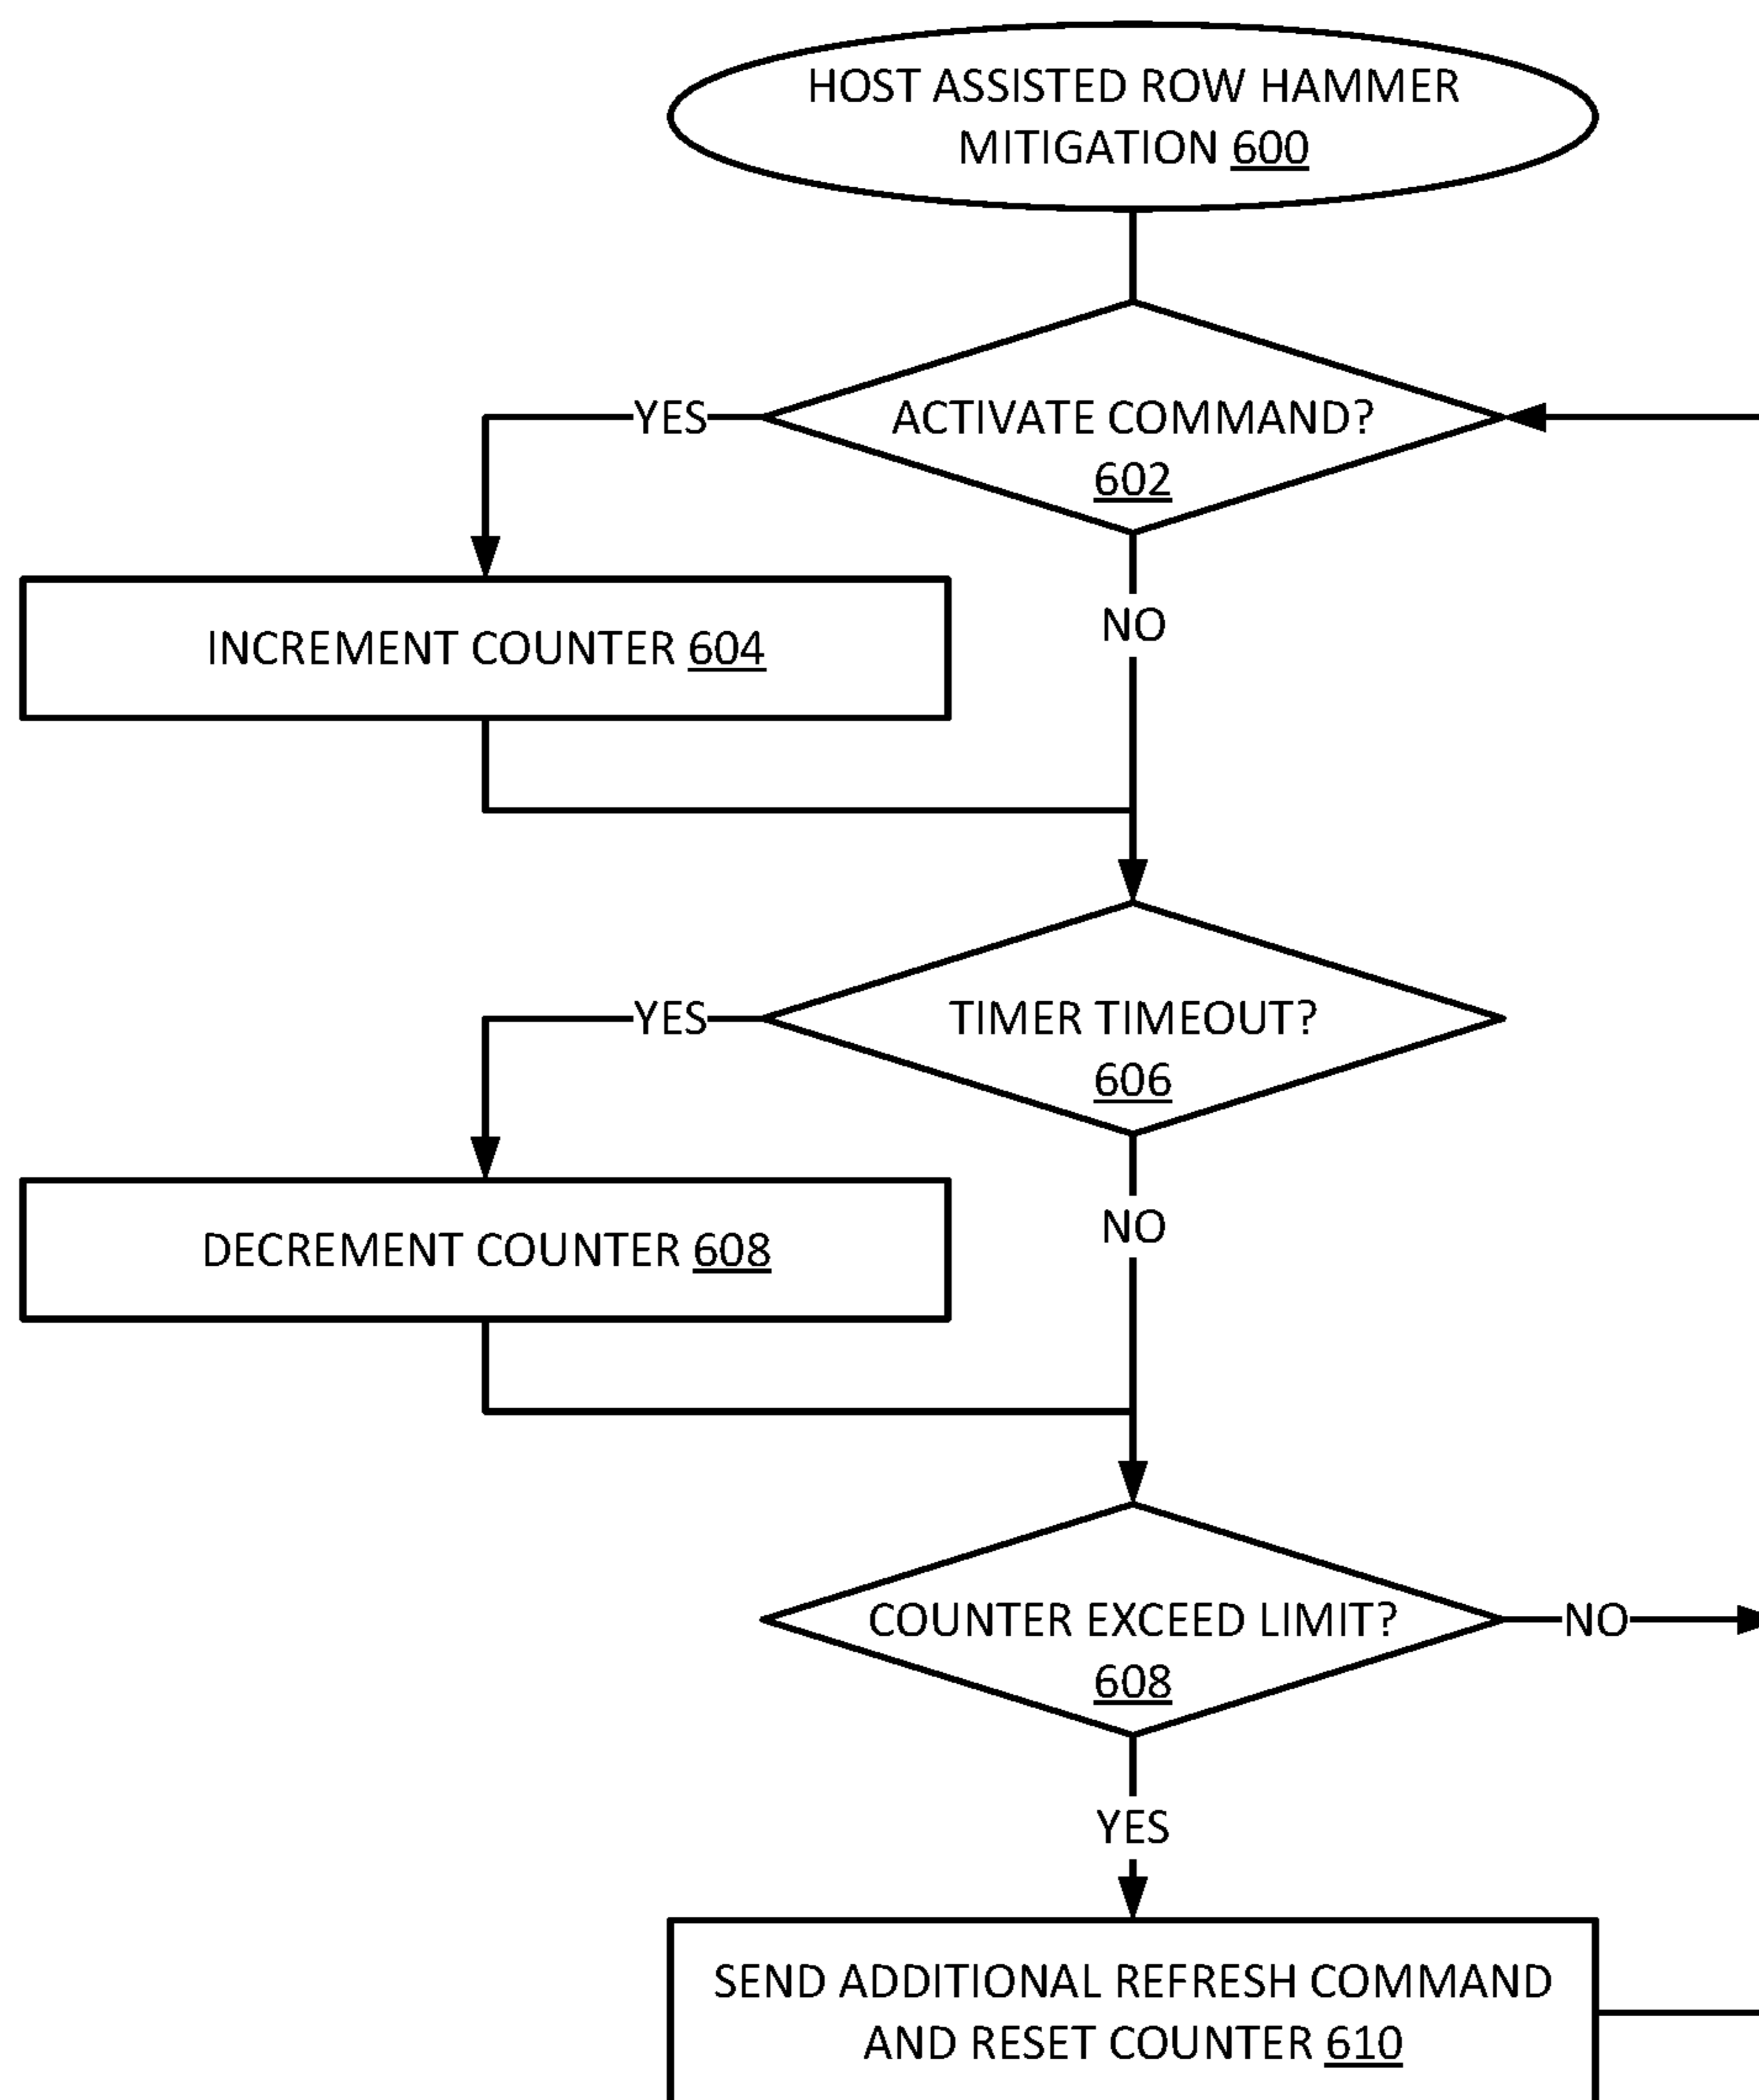 HOST ASSISTED ROW HAMMER
MITIGATION 600
ACTIVATE COMMAND?
602
YES
NO
INCREMENT COUNTER 604
TIMER TIMEOUT?
606
YES
NO
DECREMENT COUNTER 608
COUNTER EXCEED LIMIT?
608
NO
YES
SEND ADDITIONAL REFRESH COMMAND
AND RESET COUNTER 610